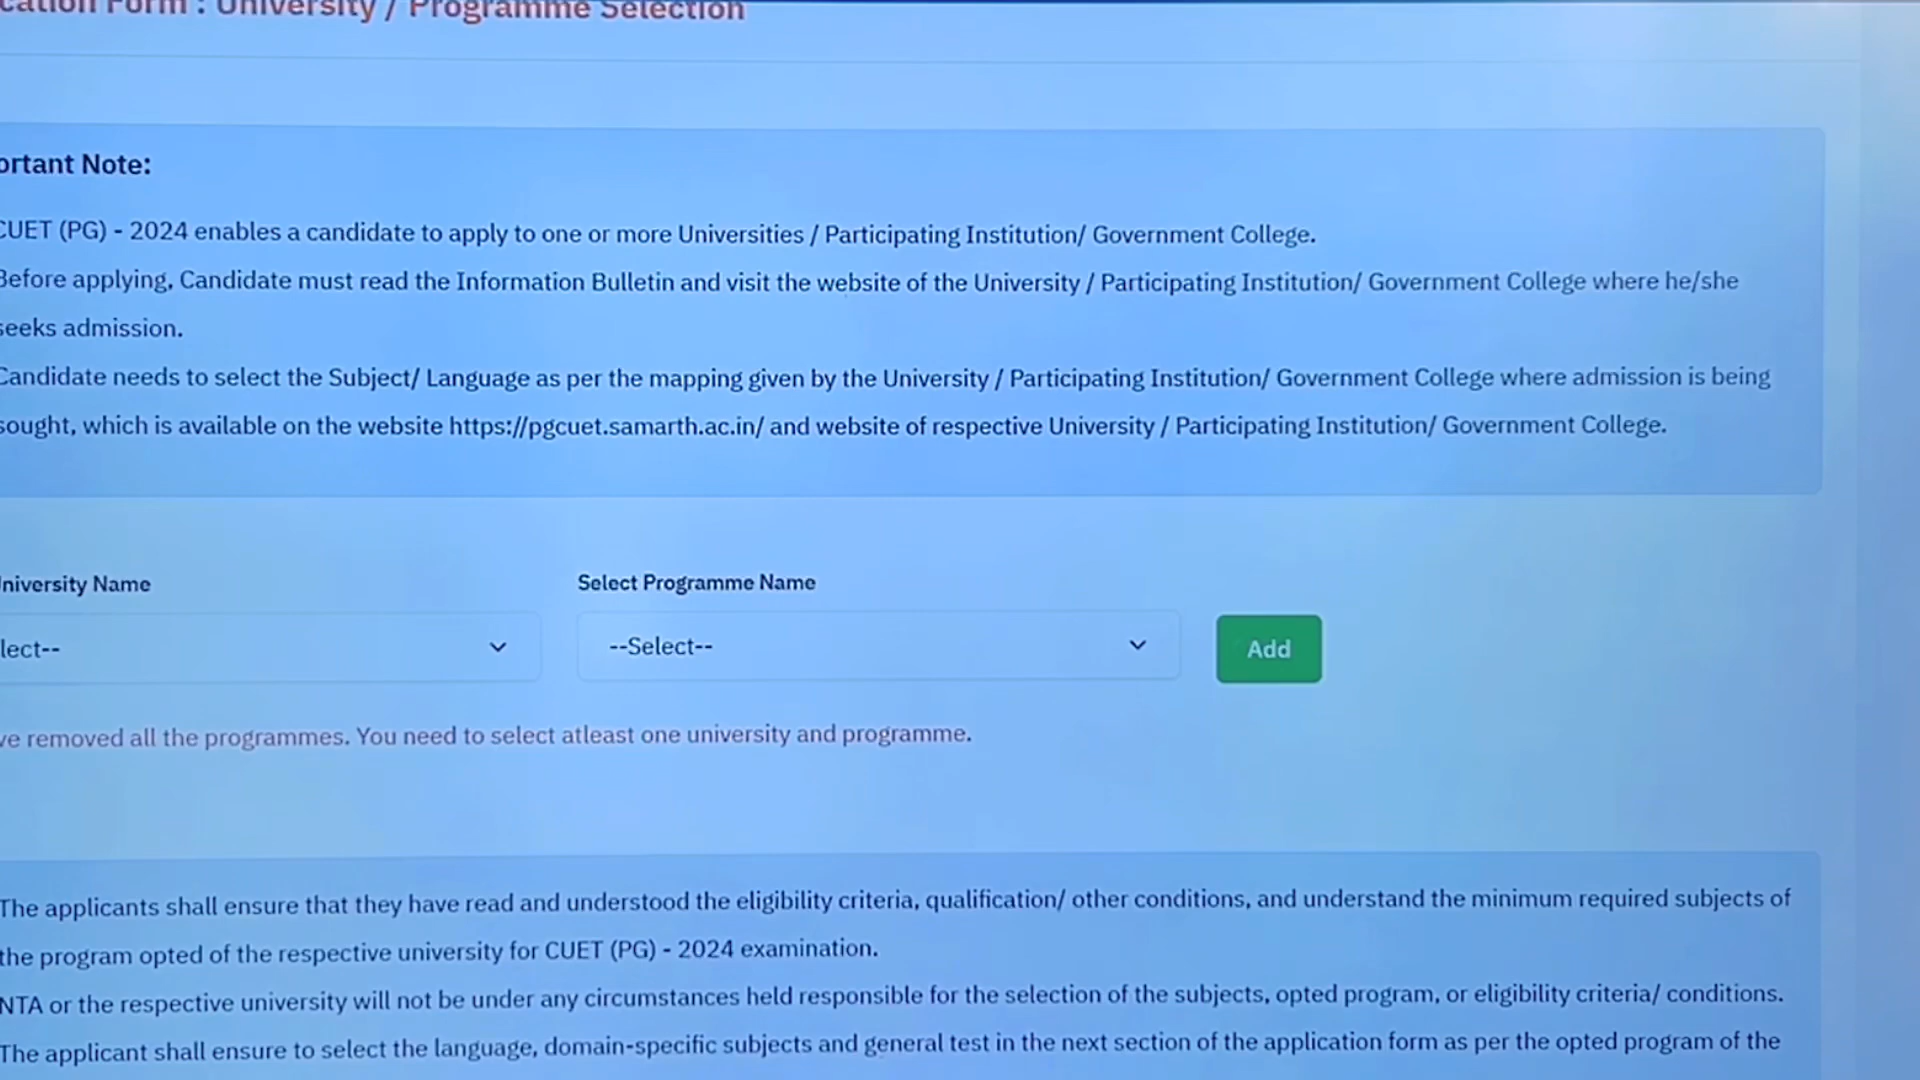 Form : University / Programme Selection
Note:
CUET (PG) - 2024 enables a candidate to apply to one or more Universities / Participating Institution/ Government College.
Before applying, Candidate must read the Information Bulletin and visit the website of the University / Participating Institution/ Government College where he/she
seeks admission.
Candidate needs to select the Subject/ Language as per the mapping given by the University / Participating Institution/ Government College where admission is being
sought, which is available on the website https://pgcuet.samarth.ac.in/ and website of respective University / Participating Institution/ Government College.
niversity Name
Select Programme Name
lect--
--Select--
Add
ve removed all the programmes. You need to select atleast one university and programme.
The applicants shall ensure that they have read and understood the eligibility criteria, qualification/ other conditions, and understand the minimum required subjects of
the program opted of the respective university for CUET (PG) - 2024 examination.
NTA or the respective university will not be under any circumstances held responsible for the selection of the subjects, opted program, or eligibility criteria/ conditions.
The applicant shall ensure to select the language, domain-specific subjects and general test in the next section of the application form as per the opted program of the